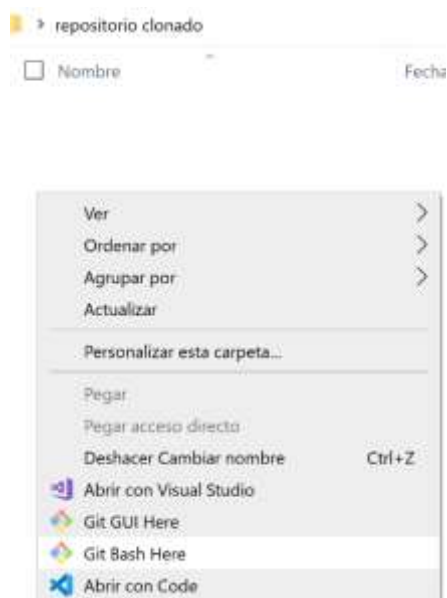 repositorio clonado
Nombre Fecha
Ver
Ordenar por
Agrupar por
Actualizar
Personalizar esta carpeta...
Pegar
Pegar acceso directo
Deshacer Cambiar nombre Ctrl+Z
Abrir con Visual Studio
Git GUI Here
Git Bash Here
Abrir con Code